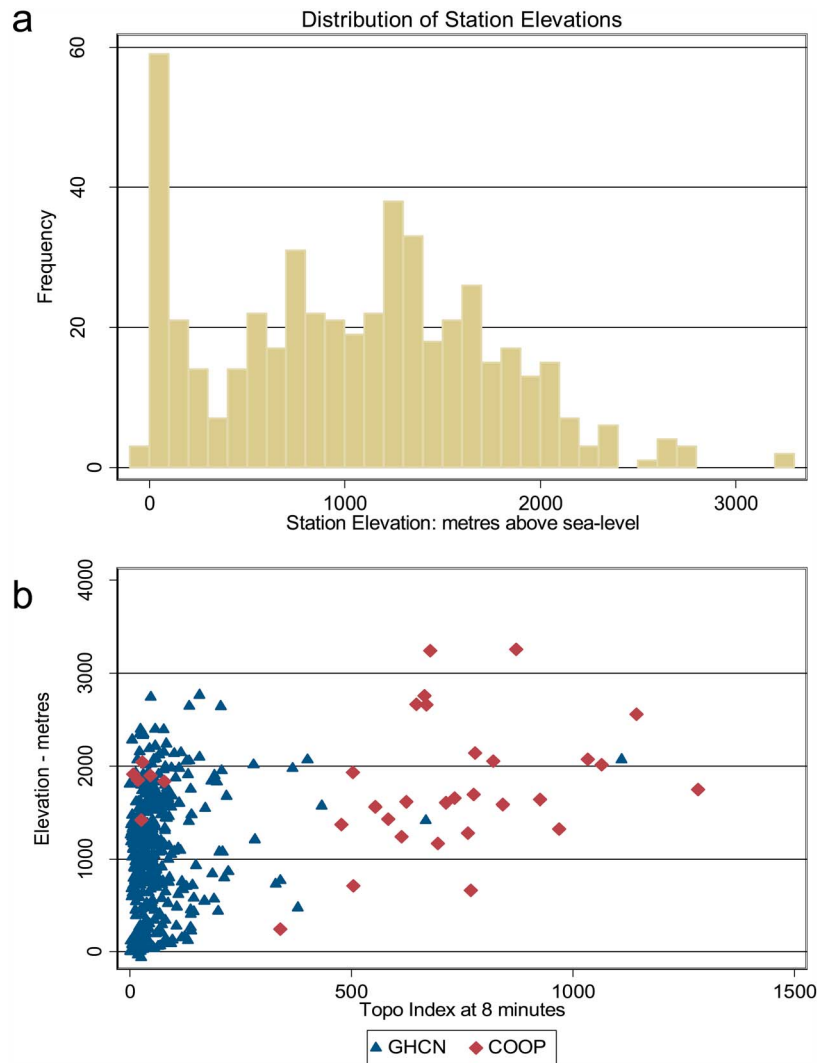 a
Distribution of Station Elevations
60
40
20
0
Frequency
0 1000 2000 3000
Station Elevation: metres above sea-level
b
4000
3000
2000
1000
0
Elevation - metres
0 500 1000 1500
Topo Index at 8 minutes
GHCN COOP